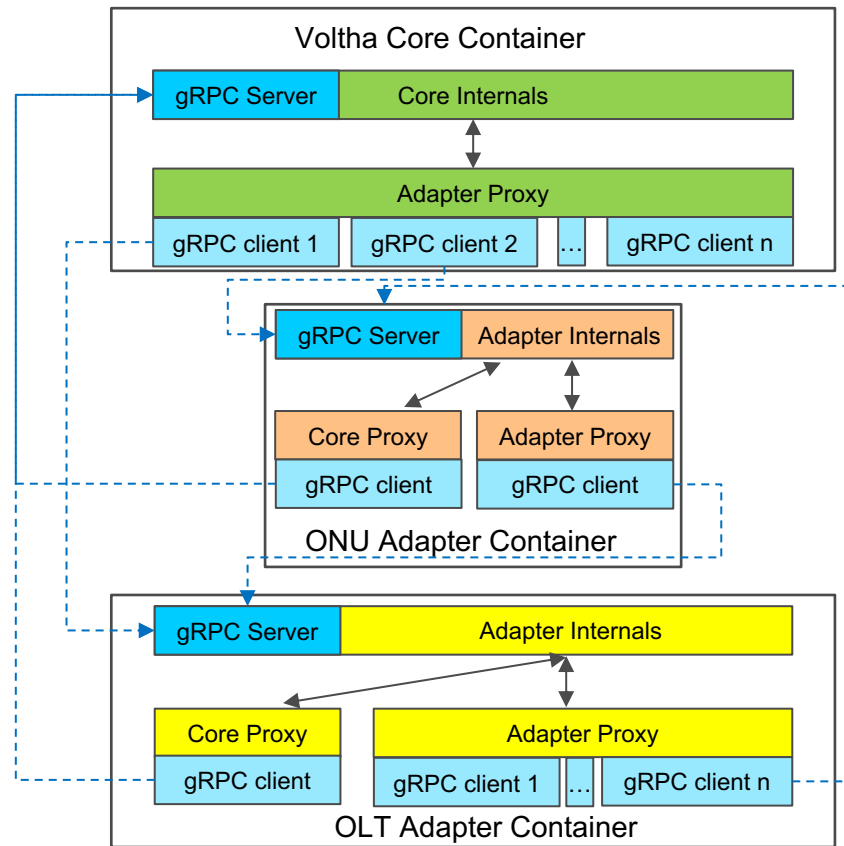 Voltha Core Container
gRPC Server
Core Internals
Adapter Proxy
gRPC client 1
gRPC client 2
...
gRPC client n
gRPC Server
Adapter Internals
Core Proxy
Adapter Proxy
gRPC client
gRPC client
ONU Adapter Container
gRPC Server
Adapter Internals
Core Proxy
Adapter Proxy
gRPC client
gRPC client 1
...
gRPC client n
OLT Adapter Container